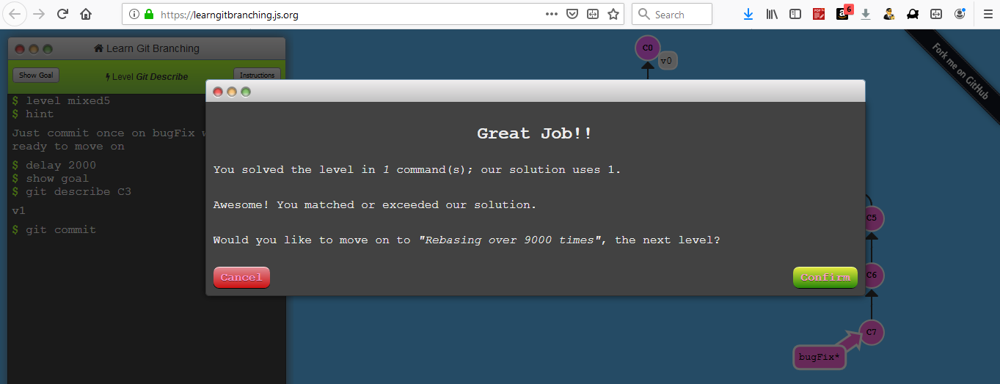 https://learngitbranching.js.org
Search
6
Learn Git Branching
Show Goal
Level Git Describe
Instructions
$ level mixed5
$ hint
Just commit once on bugFix
ready to move on
$ delay 2000
$ show goal
$ git describe C3
v1
$ git commit
C0
v0
Fork me on GitHub
Great Job!!
You solved the level in 1 command(s); our solution uses 1.
Awesome! You matched or exceeded our solution.
Would you like to move on to "Rebasing over 9000 times", the next level?
Cancel
Confirm
C5
C6
C7
bugFix*